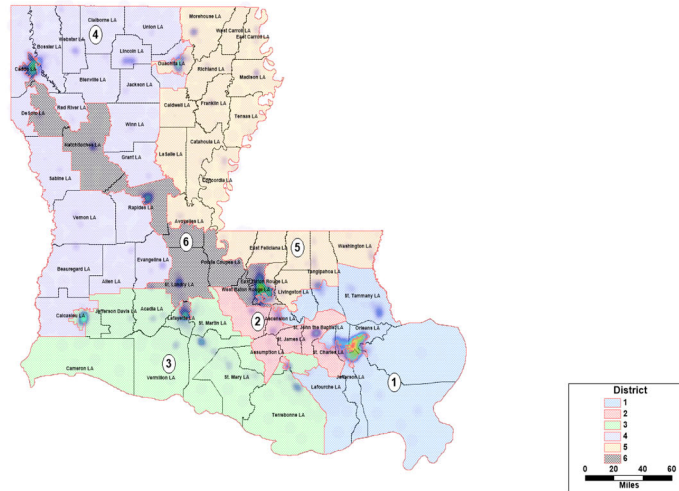 Claiborne LA
Union LA
Morehouse LA
West Carroll LA
East Carroll LA
4
Webster LA
Bossier LA
Lincoln LA
Ouachita LA
Caddo LA
Richland LA
Madison LA
Bienville LA
Jackson LA
Red River LA
Caldwell LA
Franklin LA
DeSoto LA
Tensas LA
Winn LA
Natchitoches LA
Catahoula LA
Grant LA
LaSalle LA
Sabine LA
Concordia LA
Rapides LA
Vernon LA
Avoyelles LA
6
East Feliciana LA
5
Washington LA
Evangeline LA
Pointe Coupee LA
Tangipahoa LA
Beauregard LA
Allen LA
St. Landry LA
East Baton Rouge LA
West Baton Rouge LA
Livingston LA
St. Tammany LA
Calcasieu LA
Jefferson Davis LA
Acadia LA
Lafayette LA
St. Martin LA
2
Ascension LA
St. John the Baptist LA
Orleans LA
St. James LA
Assumption LA
St. Charles LA
3
Cameron LA
Vermilion LA
St. Mary LA
Jefferson LA
1
Lafourche LA
Terrebonne LA
District
1
2
3
4
5
6
0 20 40 60
Miles